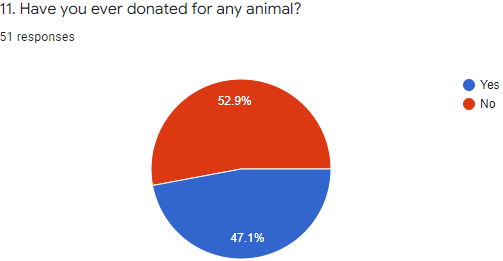 11. Have you ever donated for any animal?
51 responses
Yes
No
52.9%
47.1%